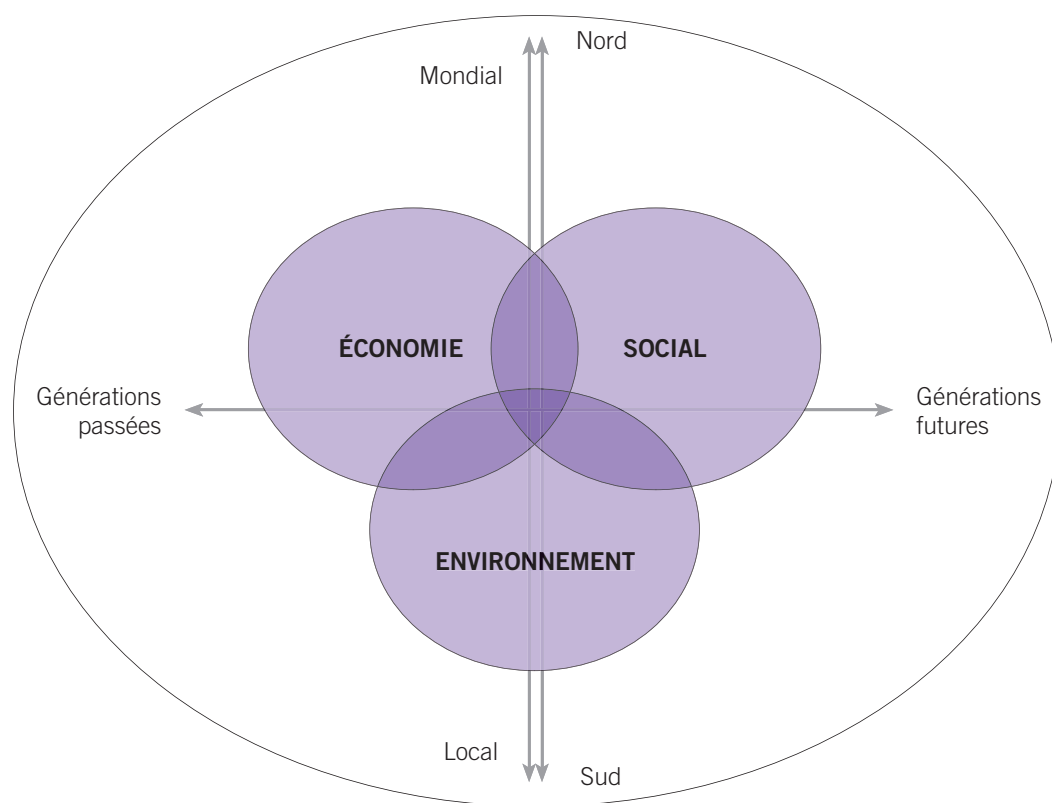 Nord
Mondial
ÉCONOMIE
SOCIAL
Générations
passées
Générations
futures
ENVIRONNEMENT
Local
Sud